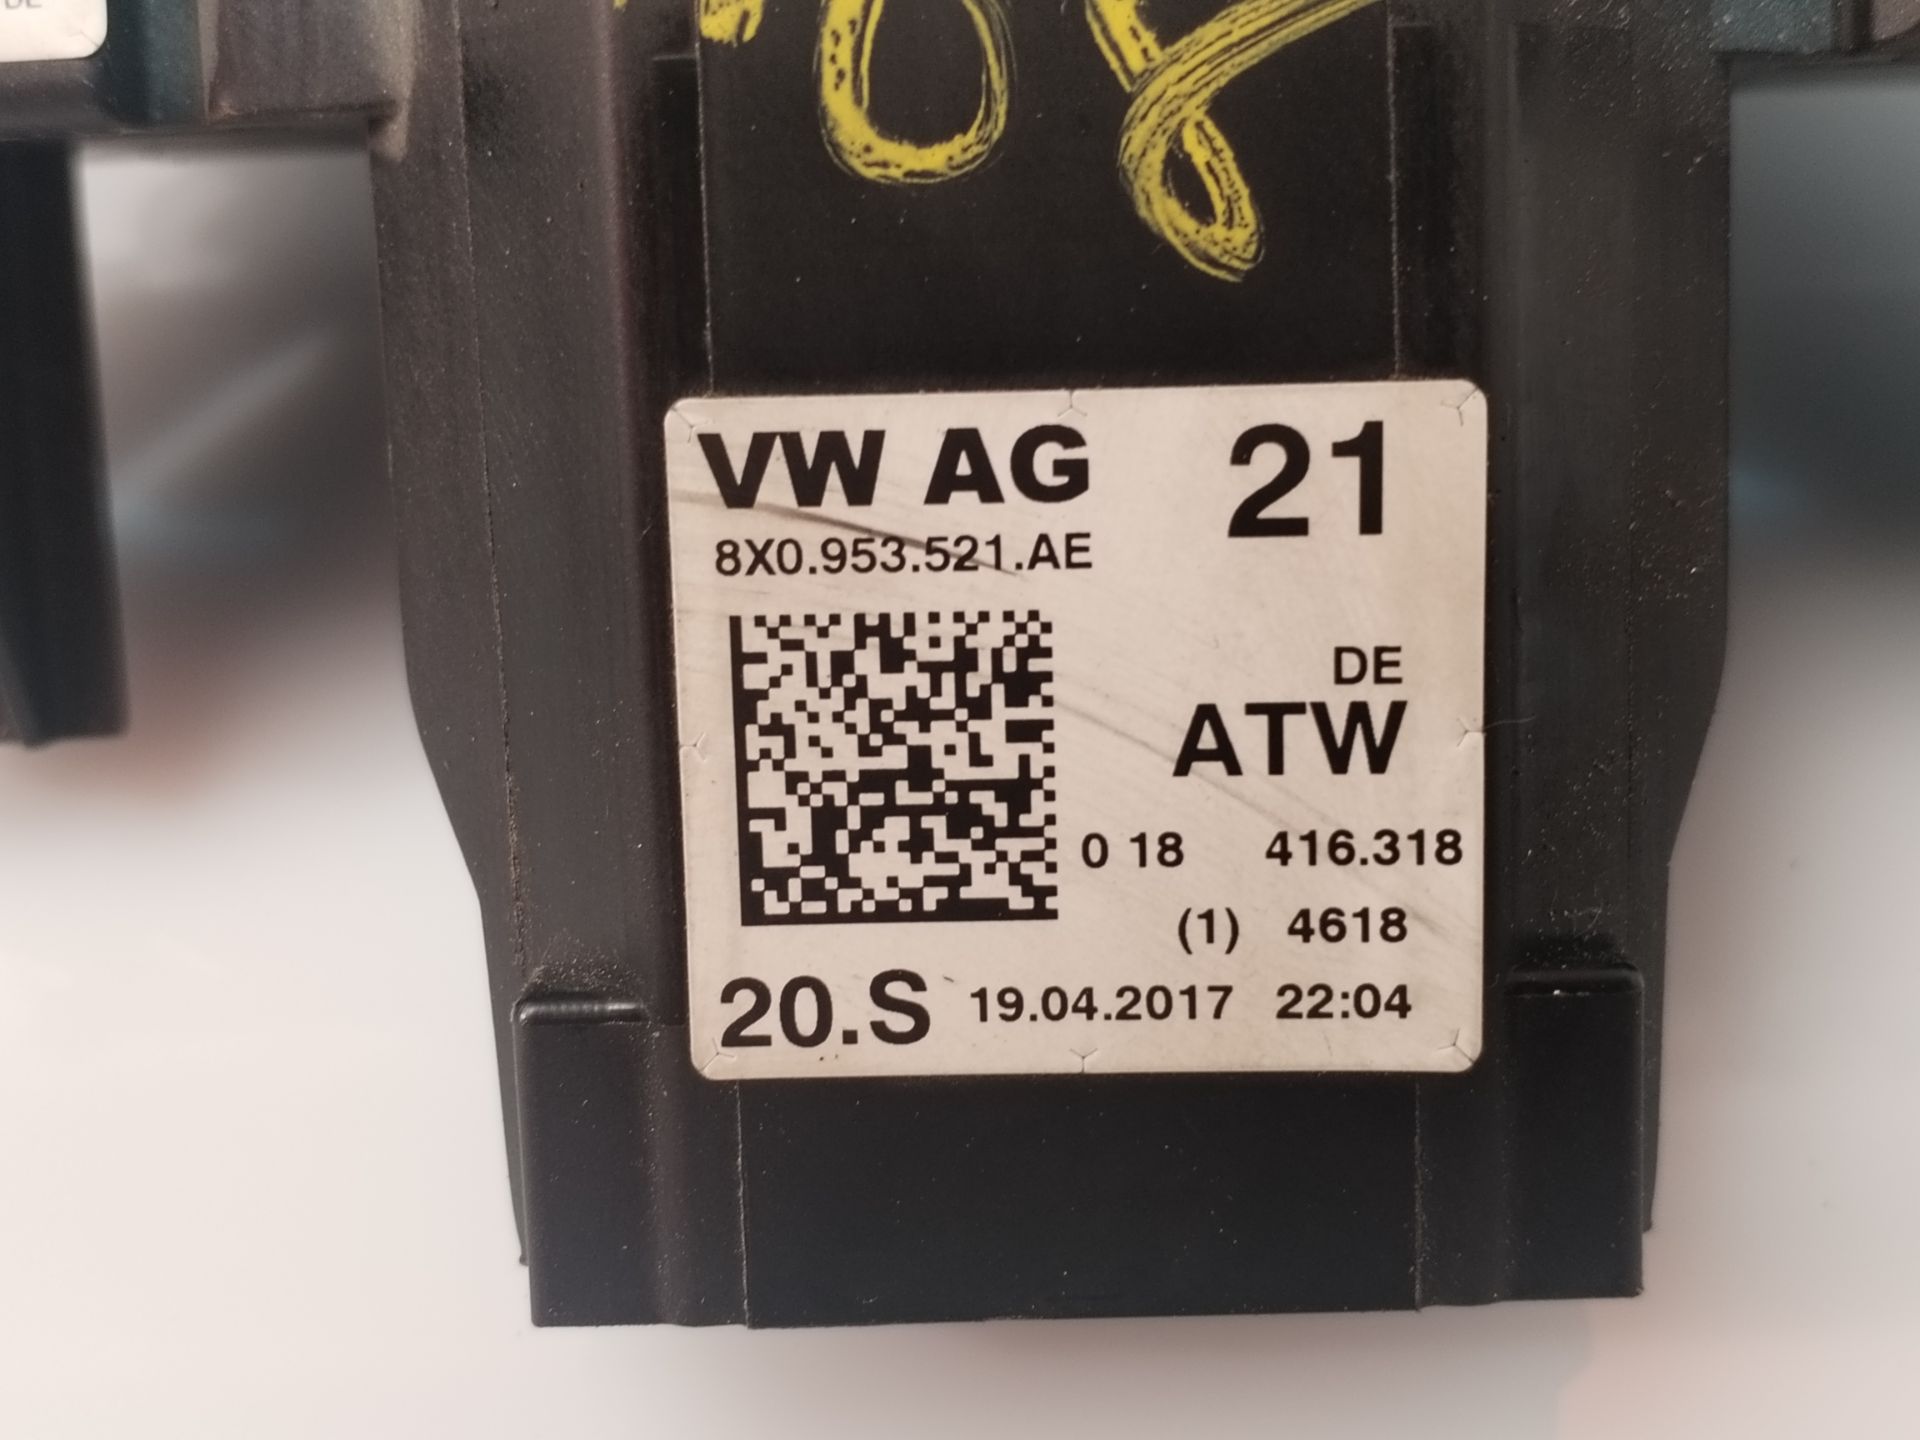 DE
VW AG 21
8X0.953.521.AE
DE
ATW
0 18 416.318
(1) 4618
20.S 19.04.2017 22:04